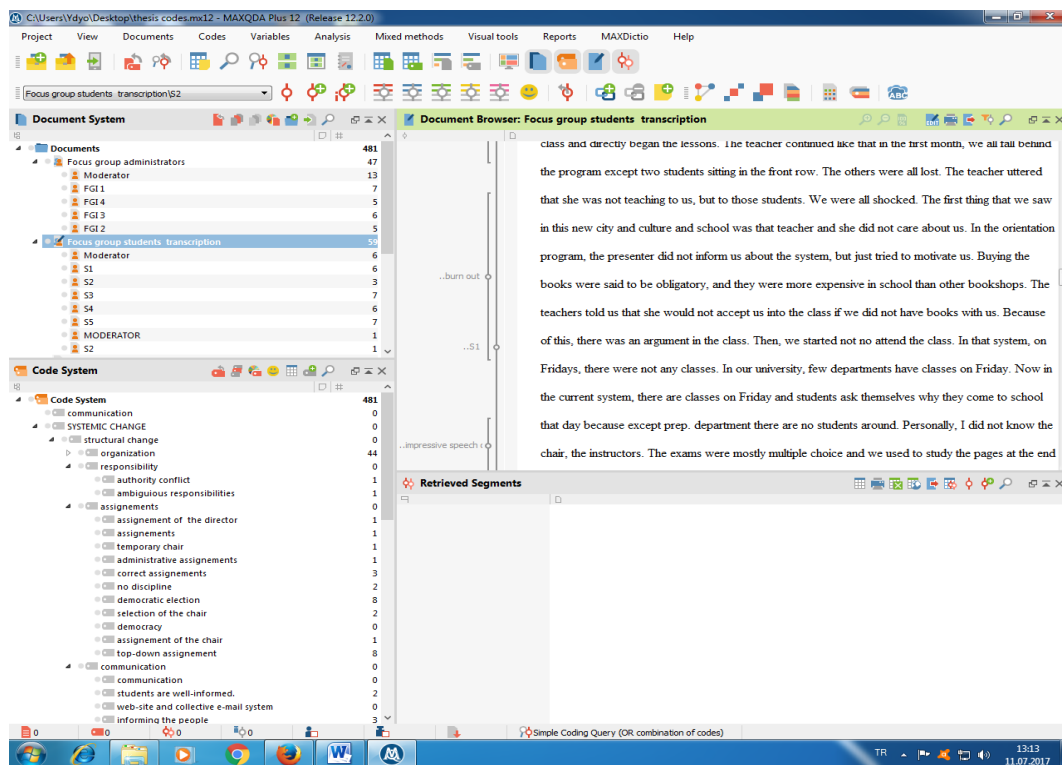 C:\Users\Ydyo\Desktop\thesis codes.mx12 - MAXQDA Plus 12 (Release 12.2.0)
Project View Documents Codes Variables Analysis Mixed methods Visual tools Reports MAXDictio Help
Focus group students transcription\S2
ABC
Document System
Documents 481
Focus group administrators 47
Moderator 13
FGI 1 7
FGI 4 5
FGI 3 6
FGI 2 5
Focus group students transcription 59
Moderator 6
S1 6
S2 3
S3 7
S4 6
S5 7
MODERATOR 1
S2 1
Code System
Code System 481
communication 0
SYSTEMIC CHANGE 0
structural change 0
organization 44
responsibility 0
authority conflict 1
ambiguious responsibilities 1
assignements 0
assignement of the director 1
assignements 1
temporary chair 1
administrative assignements 1
correct assignements 3
no discipline 2
democratic election 8
selection of the chair 2
democracy 0
assignement of the chair 1
top-down assignement 8
communication 0
communication 0
students are well-informed. 2
web-site and collective e-mail system 0
informing the people 3
Document Browser: Focus group students transcription
EDIT
class and directly began the lessons. The teacher continued like that in the first month, we all fall behind
the program except two students sitting in the front row. The others were all lost. The teacher uttered
that she was not teaching to us, but to those students. We were all shocked. The first thing that we saw
in this new city and culture and school was that teacher and she did not care about us. In the orientation
program, the presenter did not inform us about the system, but just tried to motivate us. Buying the
books were said to be obligatory, and they were more expensive in school than other bookshops. The
teachers told us that she would not accept us into the class if we did not have books with us. Because
of this, there was an argument in the class. Then, we started not no attend the class. In that system, on
Fridays, there were not any classes. In our university, few departments have classes on Friday. Now in
the current system, there are classes on Friday and students ask themselves why they come to school
that day because except prep. department there are no students around. Personally, I did not know the
chair, the instructors. The exams were mostly multiple choice and we used to study the pages at the end
..burn out
..S1
..impressive speech
Retrieved Segments
0 0 0 0 Simple Coding Query (OR combination of codes)
TR
13:13
11.07.2017